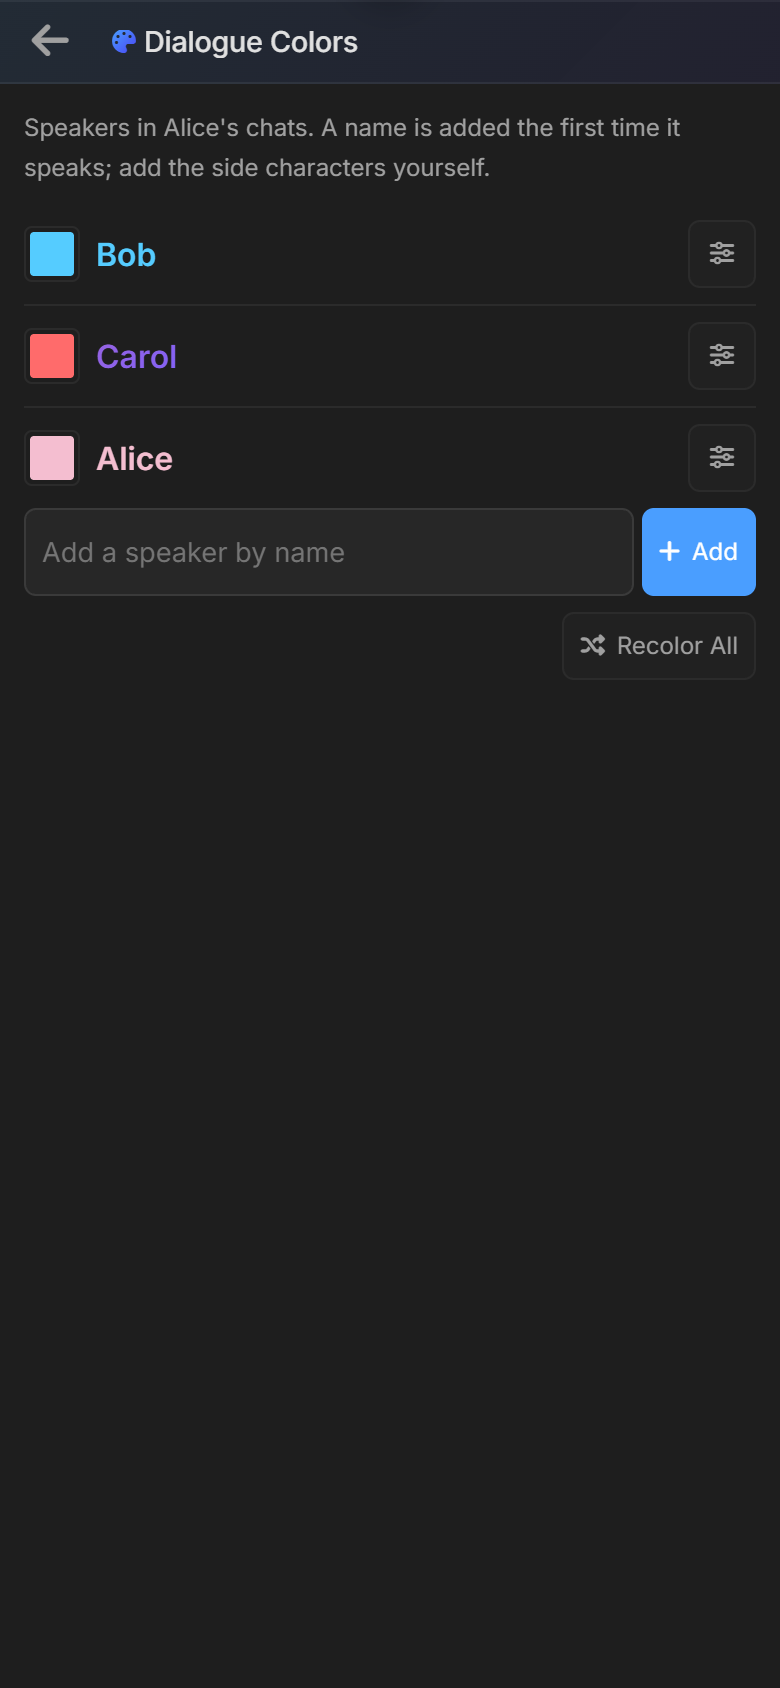 Dialogue Colors
Speakers in Alice's chats. A name is added the first time it
speaks; add the side characters yourself.
Bob
Carol
Alice
Add a speaker by name
Add
Recolor All